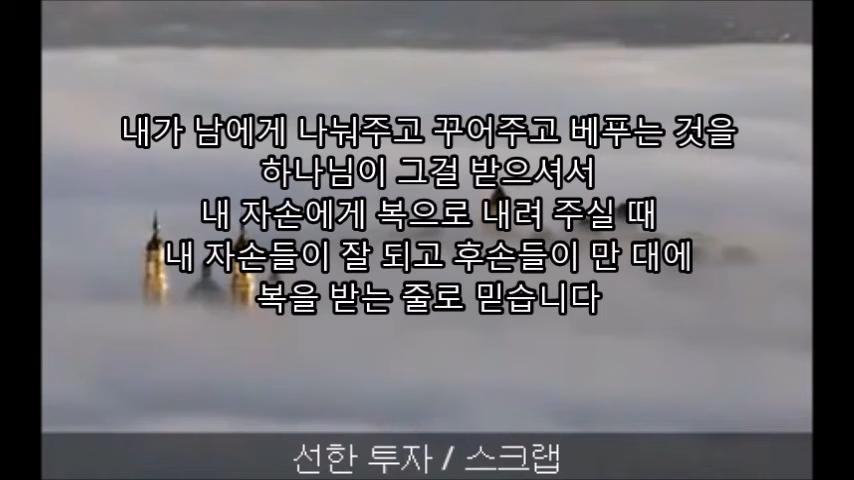 내가 남에게 나눠주고 꾸어주고 베푸는 것을
하나님이 그걸 받으셔서
내 자손에게 복으로 내려 주실 때
내 자손들이 잘 되고 후손들이 만 대에
복을 받는 줄로 믿습니다
선한 투자 / 스크랩